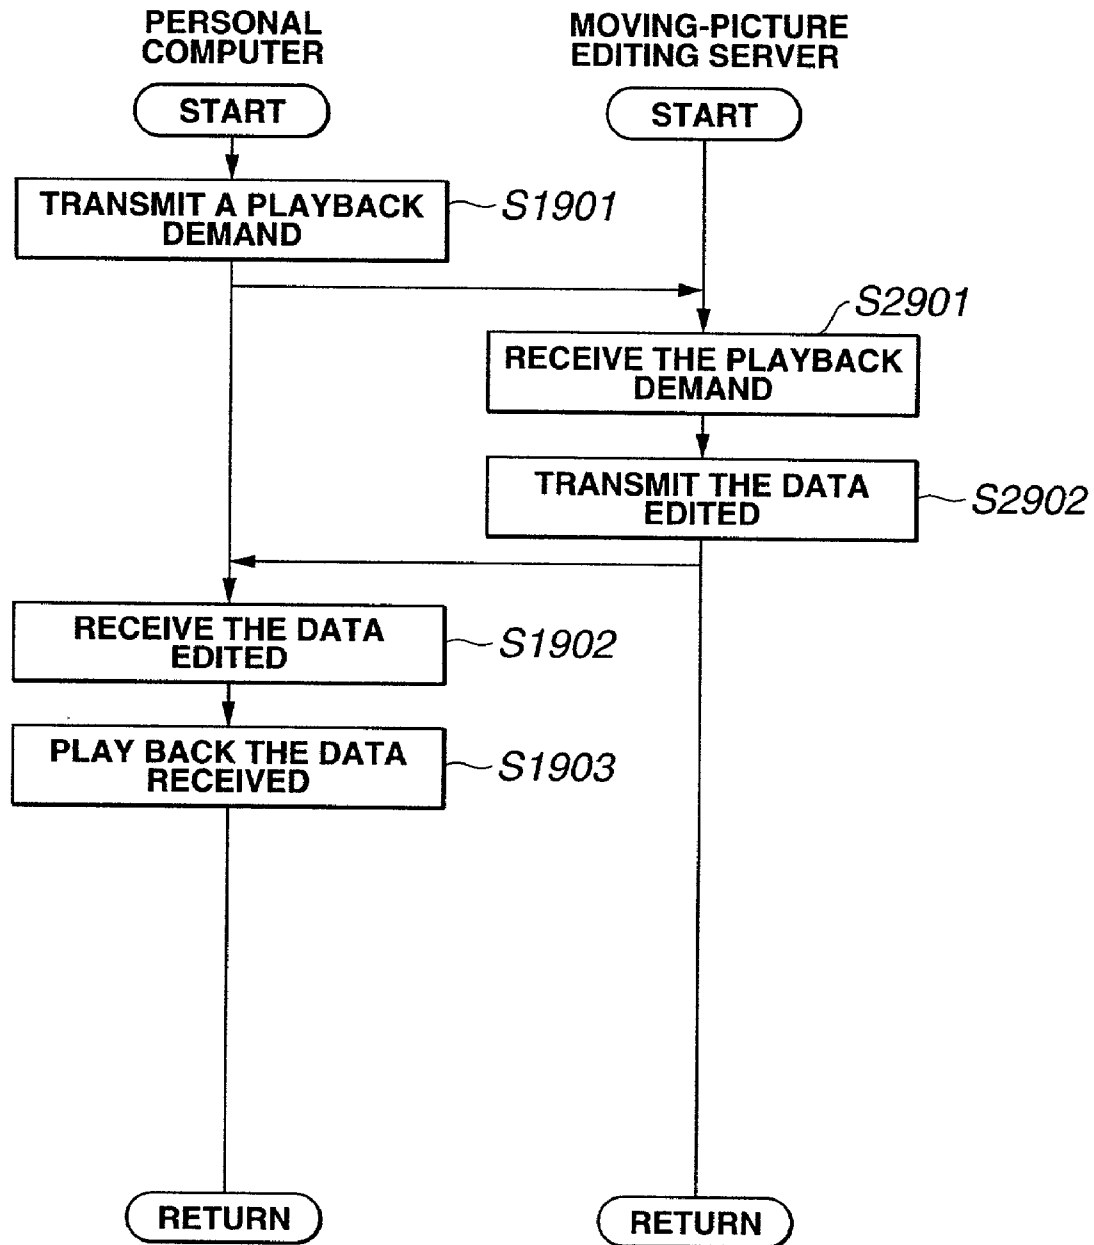 PERSONAL
COMPUTER
MOVING-PICTURE
EDITING SERVER
START
START
TRANSMIT A PLAYBACK
DEMAND
S1901
S2901
RECEIVE THE PLAYBACK
DEMAND
TRANSMIT THE DATA
EDITED
S2902
RECEIVE THE DATA
EDITED
S1902
PLAY BACK THE DATA
RECEIVED
S1903
RETURN
RETURN